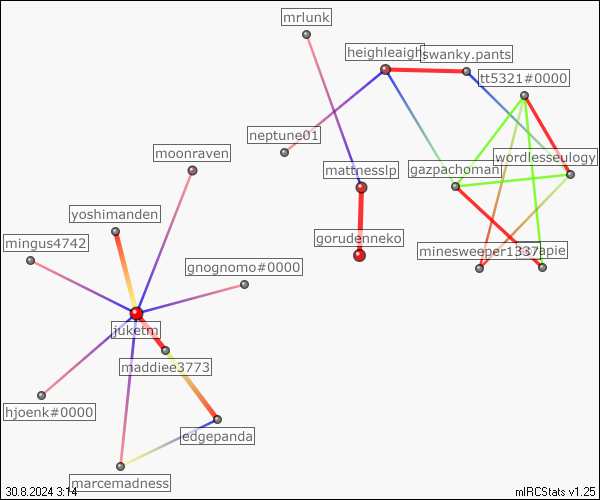 mrlunk
heighleaigh
swanky.pants
tt5321#0000
neptune01
moonraven
wordlesseulogy
mattnesslp
gazpachoman
yoshimanden
gorudenneko
mingus4742
minesweeper1337
gnognomo#0000
juketm
maddiee3773
hjoenk#0000
edgepanda
marcemadness
30.8.2024 3:14
mIRCStats v1.25